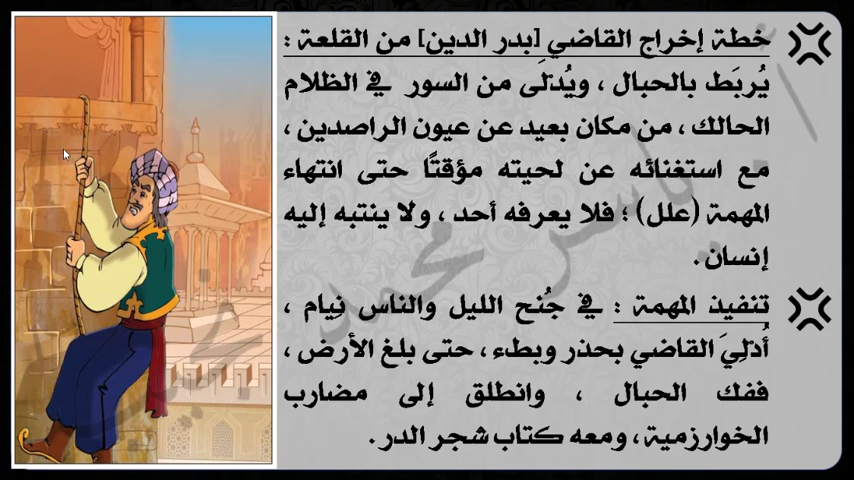 خطة إخراج القاضي [بدر الدين] من القلعة :
يُربَط بالحبال ، ويُدَلَى من السور في الظلام
الحالك ، من مكان بعيد عن عيون الراصدين ،
مع استغنائه عن لحيته مؤقتًا حتى انتهاء
المهمة (علل) ؛ فلا يعرفه أحد ، ولا ينتبه إليه
إنسان.
تنفيذ المهمة : في جُنح الليل والناس نِيام ،
أُدْلِيَ القاضي بحذر وبطء ، حتى بلغ الأرض ،
ففك الحبال ، وانطلق إلى مضارب
الخوارزمية ، ومعه كتاب شجر الدر.
أ. ياسر محمد